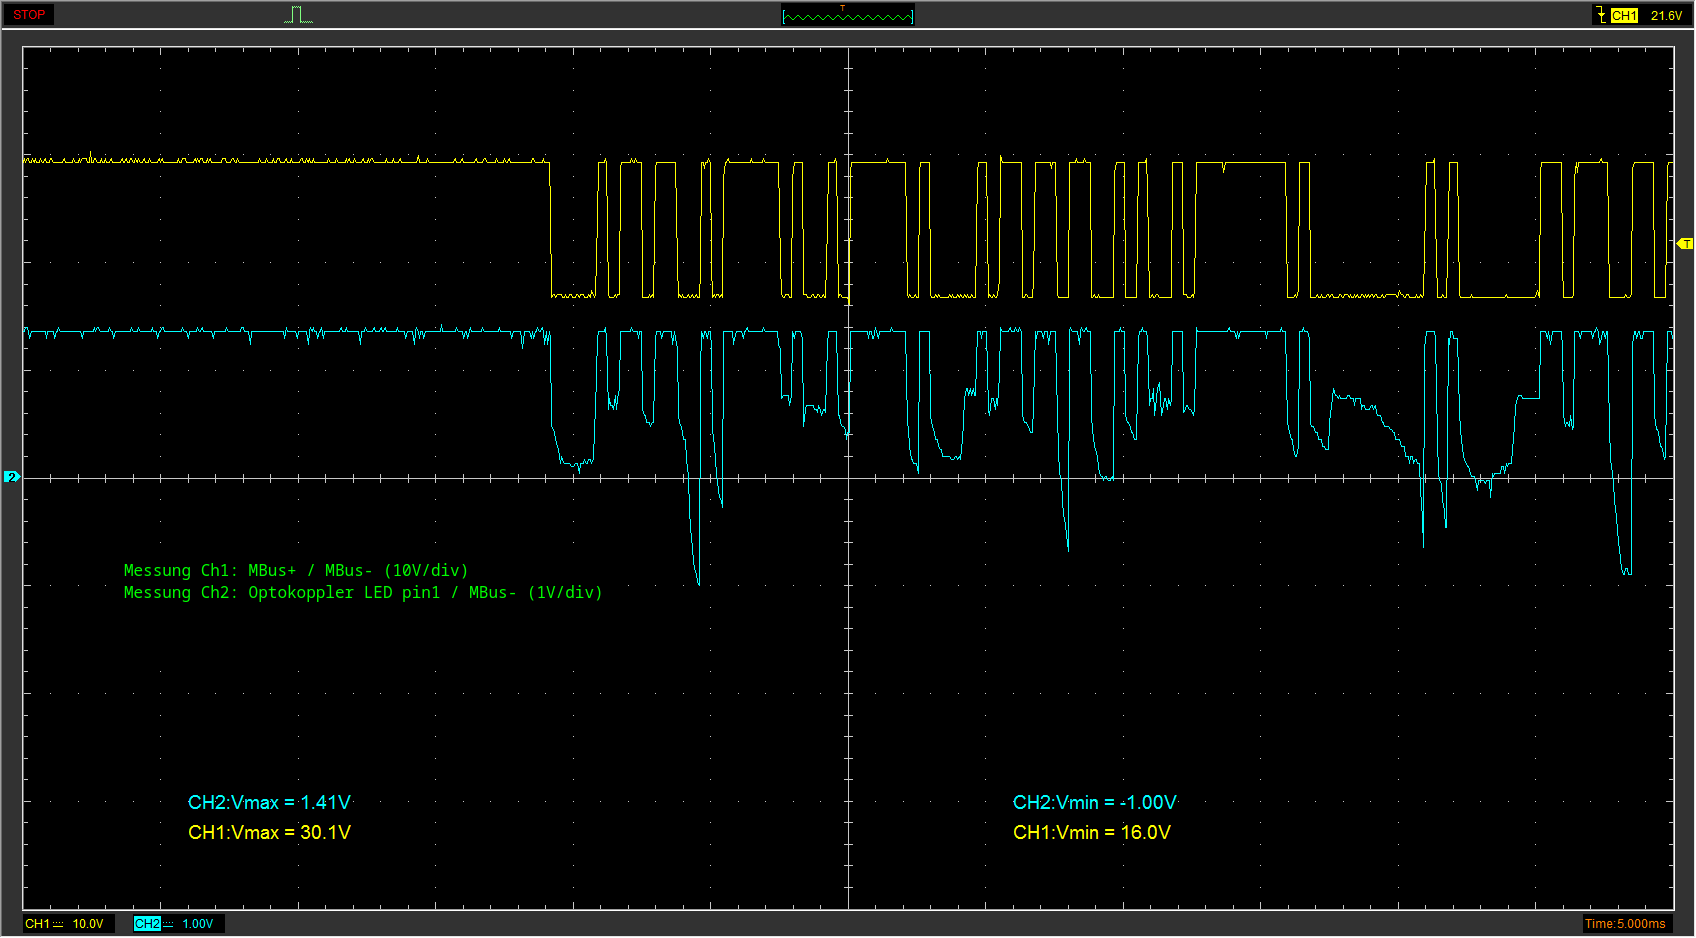 STOP
T
CH1 21.6V
T
2
Messung Ch1: MBus+ / MBus- (10V/div)
Messung Ch2: Optokoppler LED pin1 / MBus- (1V/div)
CH2:Vmax = 1.41V
CH2:Vmin = -1.00V
CH1:Vmax = 30.1V
CH1:Vmin = 16.0V
CH1 10.0V
CH2 1.00V
Time:5.000ms